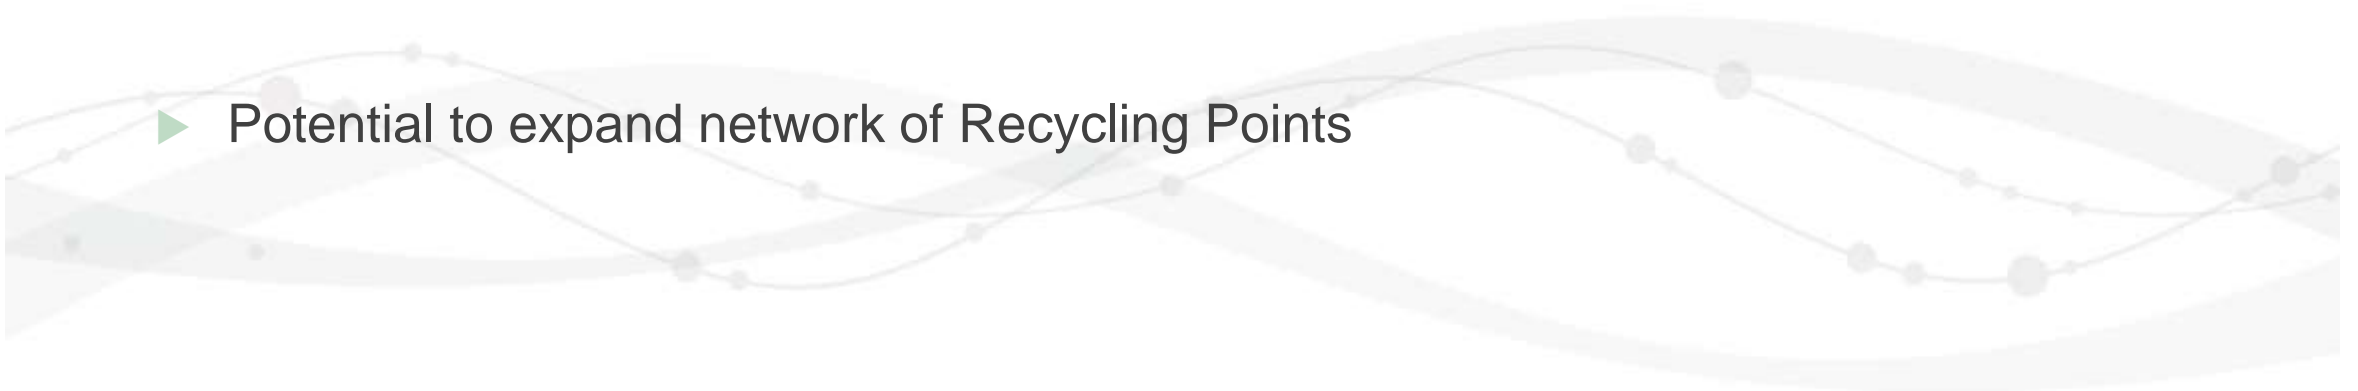 Potential to expand network of Recycling Points